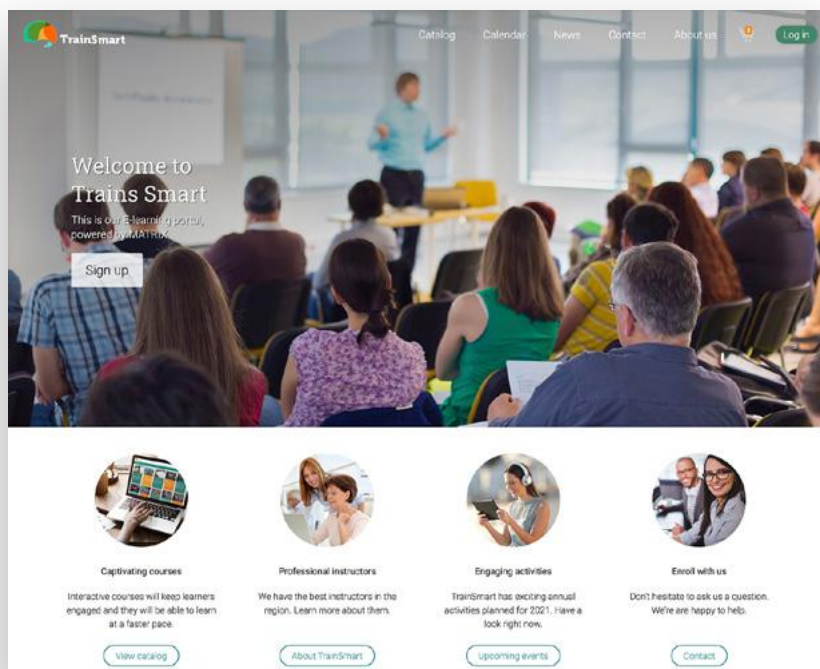 TrainSmart
Catalog
Calendar
News
Contact
About us
Log in
Welcome to
Trains Smart
This is our E-learning portal,
powered by MATRIX
Sign up
Captivating courses
Interactive courses will keep learners
engaged and they will be able to learn
at a faster pace.
View catalog
Professional instructors
We have the best instructors in the
region. Learn more about them.
About TrainSmart
Engaging activities
TrainSmart has exciting annual
activities planned for 2021. Have a
look right now.
Upcoming events
Enroll with us
Don't hesitate to ask us a question.
We're are happy to help.
Contact